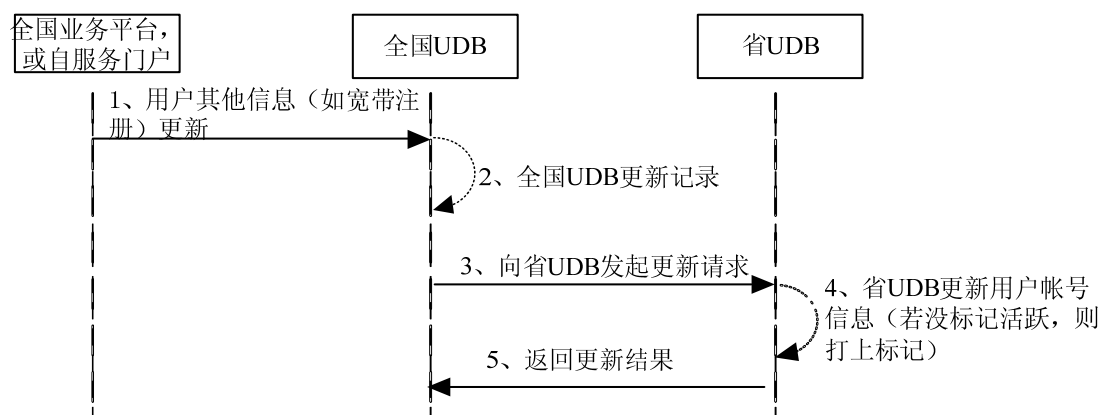 全国业务平台，
或自服务门户
全国UDB
省UDB
1、用户其他信息（如宽带注
册）更新
2、全国UDB更新记录
3、向省UDB发起更新请求
4、省UDB更新用户帐号
信息（若没标记活跃，则
打上标记）
5、返回更新结果